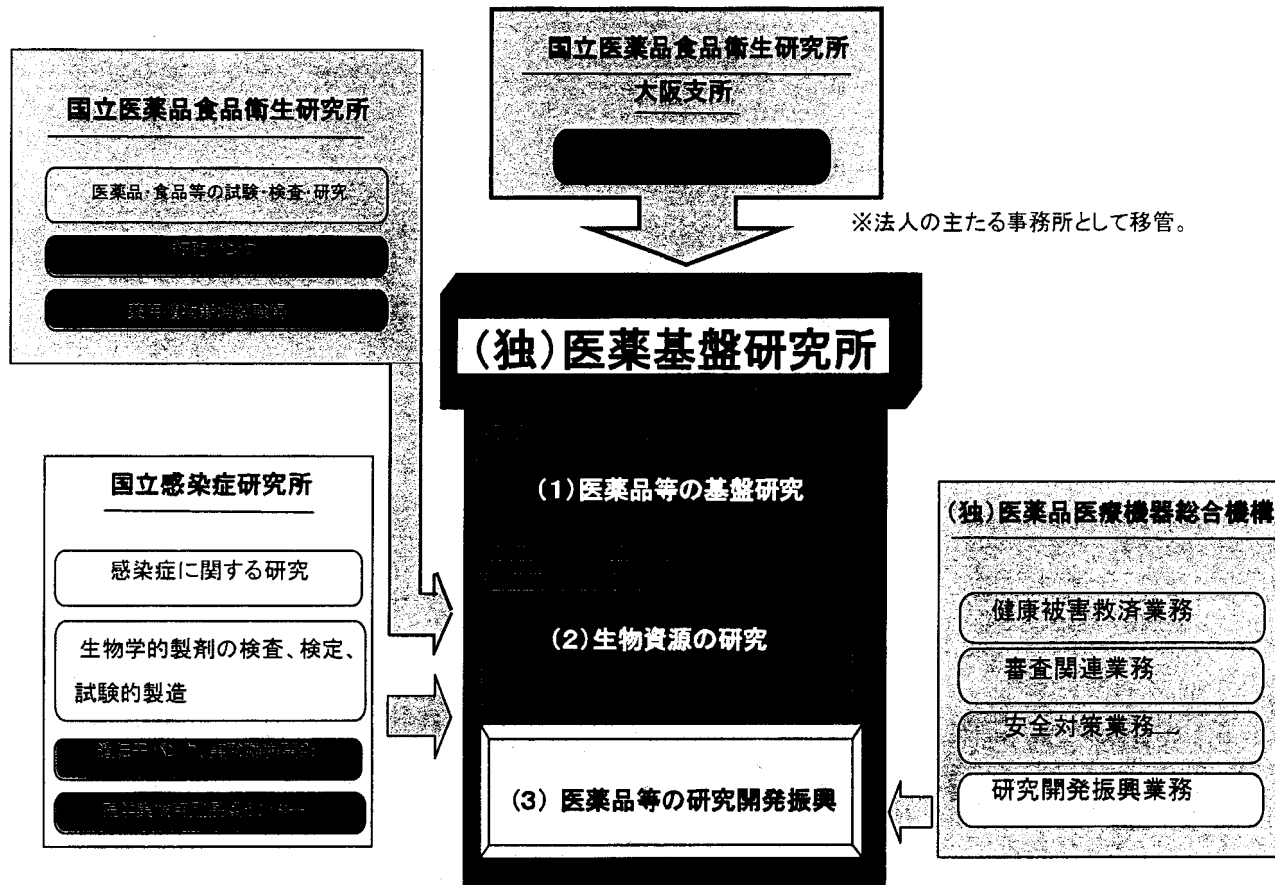 国立医薬品食品衛生研究所
大阪支所
※法人の主たる事務所として移管。
国立医薬品食品衛生研究所
医薬品・食品等の試験・検査・研究
(独)医薬基盤研究所
(1)医薬品等の基盤研究
(2)生物資源の研究
(3) 医薬品等の研究開発振興
国立感染症研究所
感染症に関する研究
生物学的製剤の検査、検定、
試験的製造
(独)医薬品医療機器総合機構
健康被害救済業務
審査関連業務
安全対策業務
研究開発振興業務